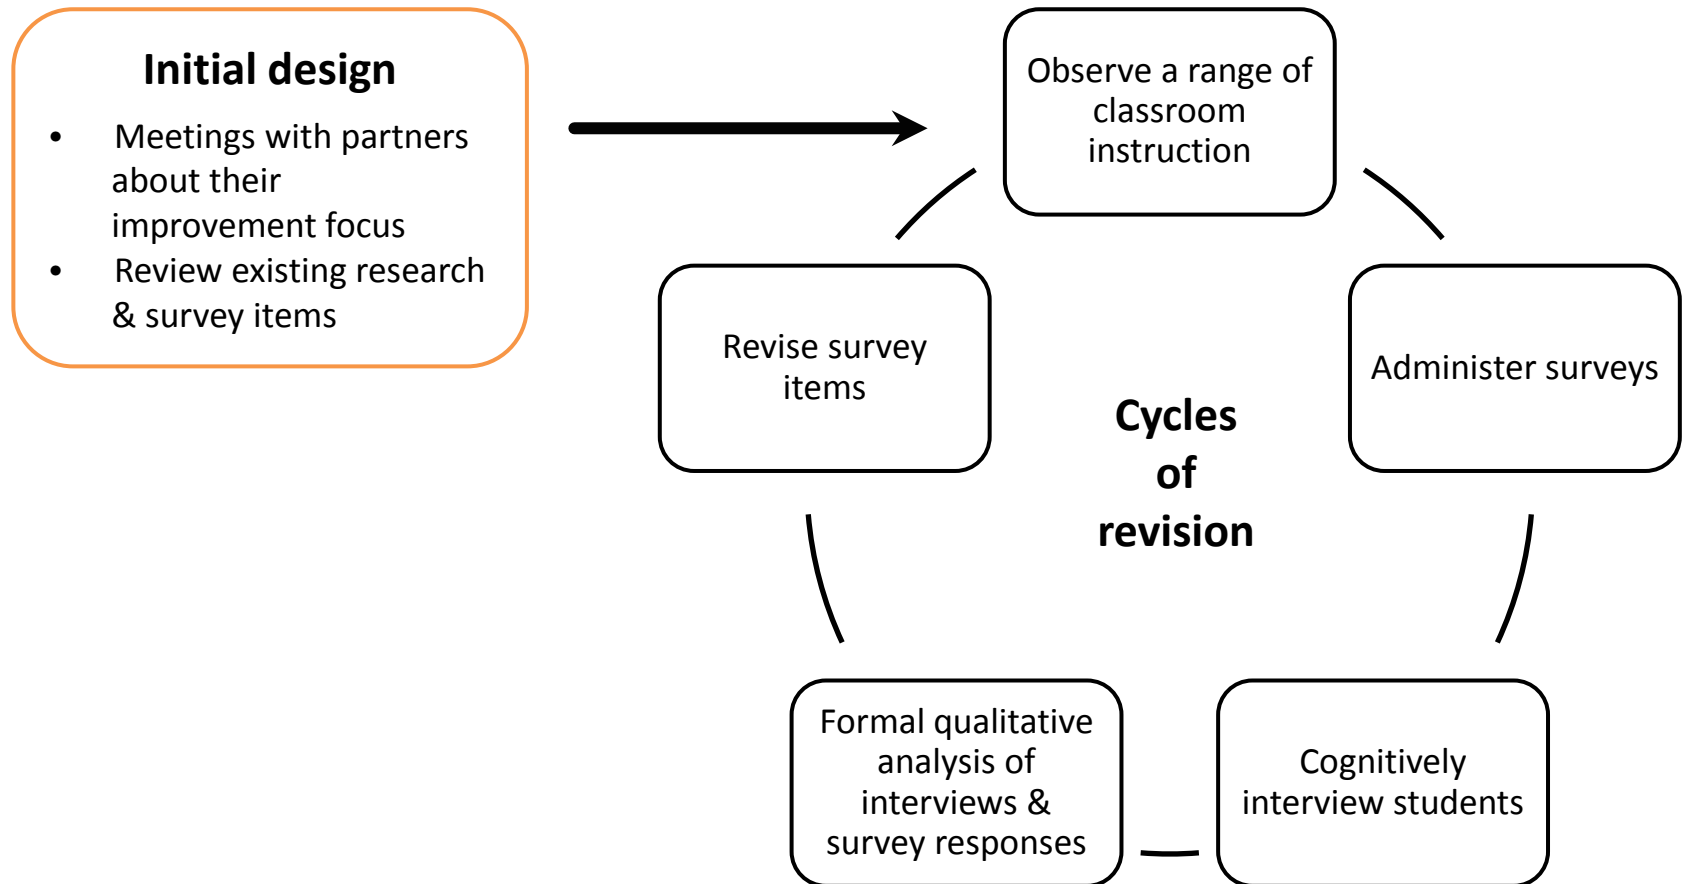 Initial design
• Meetings with partners
about their
improvement focus
• Review existing research
& survey items
Observe a range of
classroom
instruction
Administer surveys
Cognitively
interview students
Formal qualitative
analysis of
interviews &
survey responses
Revise survey
items
Cycles
of
revision